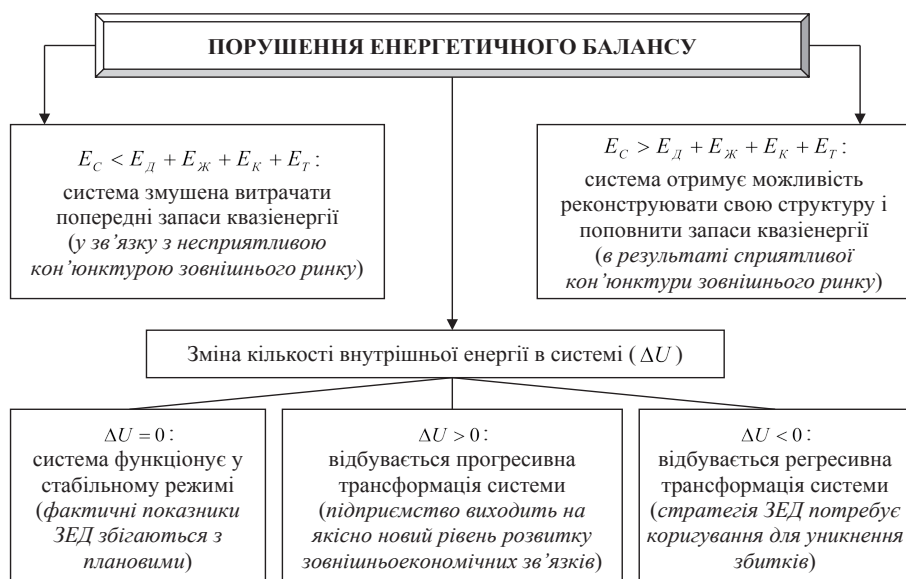 ПОРУШЕННЯ ЕНЕРГЕТИЧНОГО БАЛАНСУ
E_C < E_Д + E_Ж + E_К + E_T :
система змушена витрачати
попередні запаси квазіенергії
(у зв’язку з несприятливою
кон’юнктурою зовнішнього ринку)
E_C > E_Д + E_Ж + E_К + E_T :
система отримує можливість
реконструювати свою структуру і
поповнити запаси квазіенергії
(в результаті сприятливої
кон’юнктури зовнішнього ринку)
Зміна кількості внутрішньої енергії в системі ( ΔU )
ΔU = 0 :
система функціонує у
стабільному режимі
(фактичні показники
ЗЕД збігаються з
плановими)
ΔU > 0 :
відбувається прогресивна
трансформація системи
(підприємство виходить на
якісно новий рівень розвитку
зовнішньоекономічних зв’язків)
ΔU < 0 :
відбувається регресивна
трансформація системи
(стратегія ЗЕД потребує
коригування для уникнення
збитків)